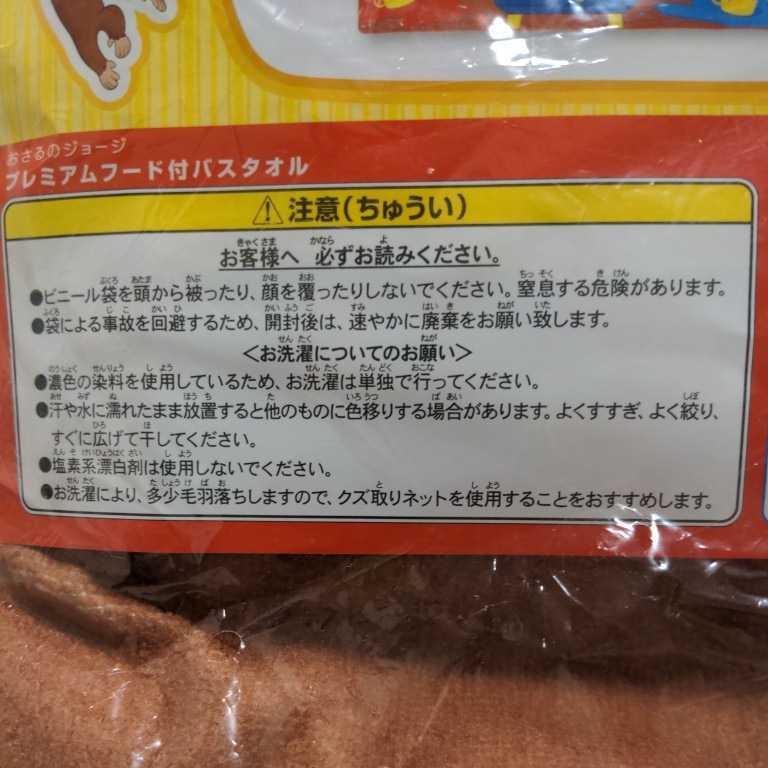 おさるのジョージ
プレミアムフード付バスタオル
⚠注意(ちゅうい)
お客様へ 必ずお読みください。
●ビニール袋を頭から被ったり、顔を覆ったりしないでください。窒息する危険があります。
●袋による事故を回避するため、開封後は、速やかに廃棄をお願い致します。
<お洗濯についてのお願い>
●濃色の染料を使用しているため、お洗濯は単独で行ってください。
●汗や水に濡れたまま放置すると他のものに色移りする場合があります。よくすすぎ、よく絞り、
すぐに広げて干してください。
●塩素系漂白剤は使用しないでください。
●お洗濯により、多少毛羽落ちしますので、クズ取りネットを使用することをおすすめします。